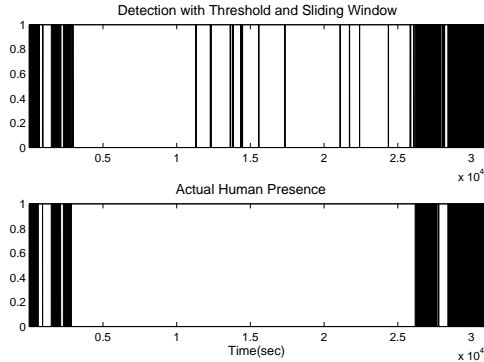 Detection with Threshold and Sliding Window
1
0.8
0.6
0.4
0.2
0
0.5 1 1.5 2 2.5 3
x 10^4
Actual Human Presence
1
0.8
0.6
0.4
0.2
0
0.5 1 1.5 2 2.5 3
x 10^4
Time(sec)